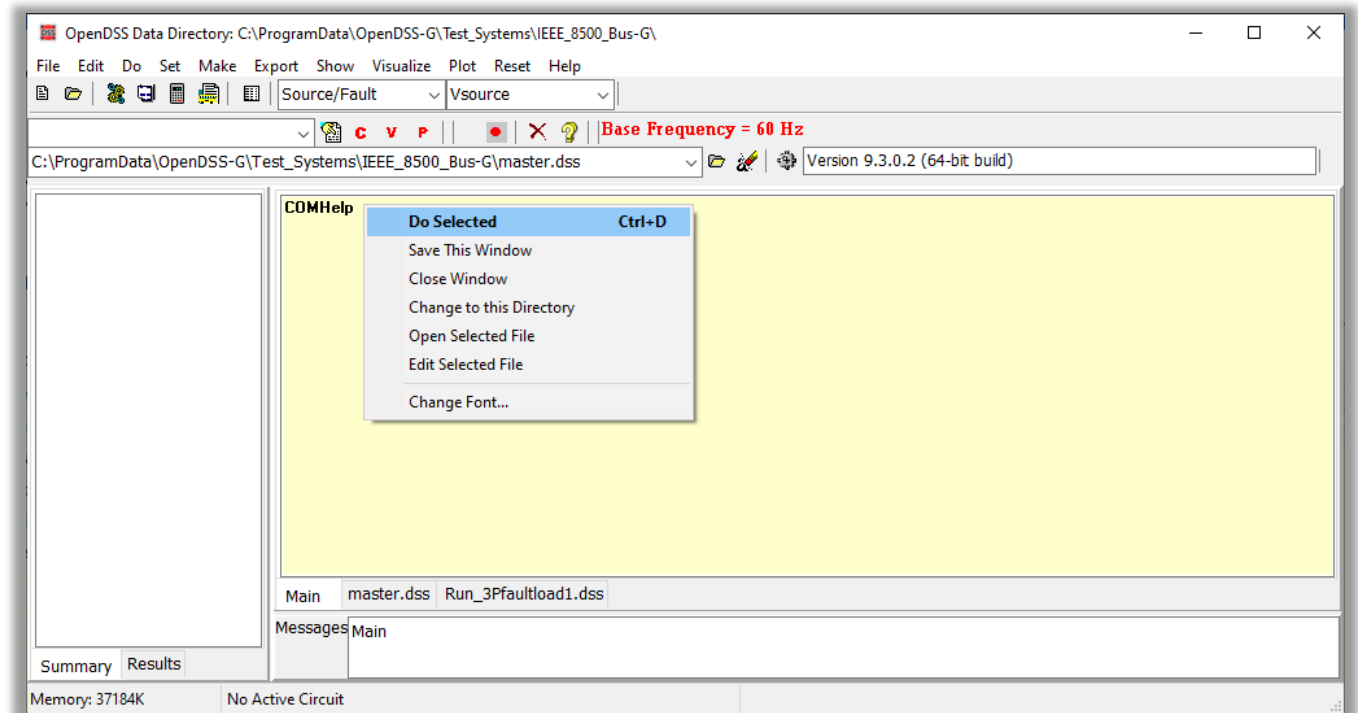 OpenDSS Data Directory: C:\ProgramData\OpenDSS-G\Test_Systems\IEEE_8500_Bus-G\
File Edit Do Set Make Export Show Visualize Plot Reset Help
Source/Fault Vsource
C V P Base Frequency = 60 Hz
C:\ProgramData\OpenDSS-G\Test_Systems\IEEE_8500_Bus-G\master.dss Version 9.3.0.2 (64-bit build)
COMHelp
Do Selected Ctrl+D
Save This Window
Close Window
Change to this Directory
Open Selected File
Edit Selected File
Change Font...
Main master.dss Run_3Pfaultload1.dss
Messages Main
Summary Results
Memory: 37184K No Active Circuit